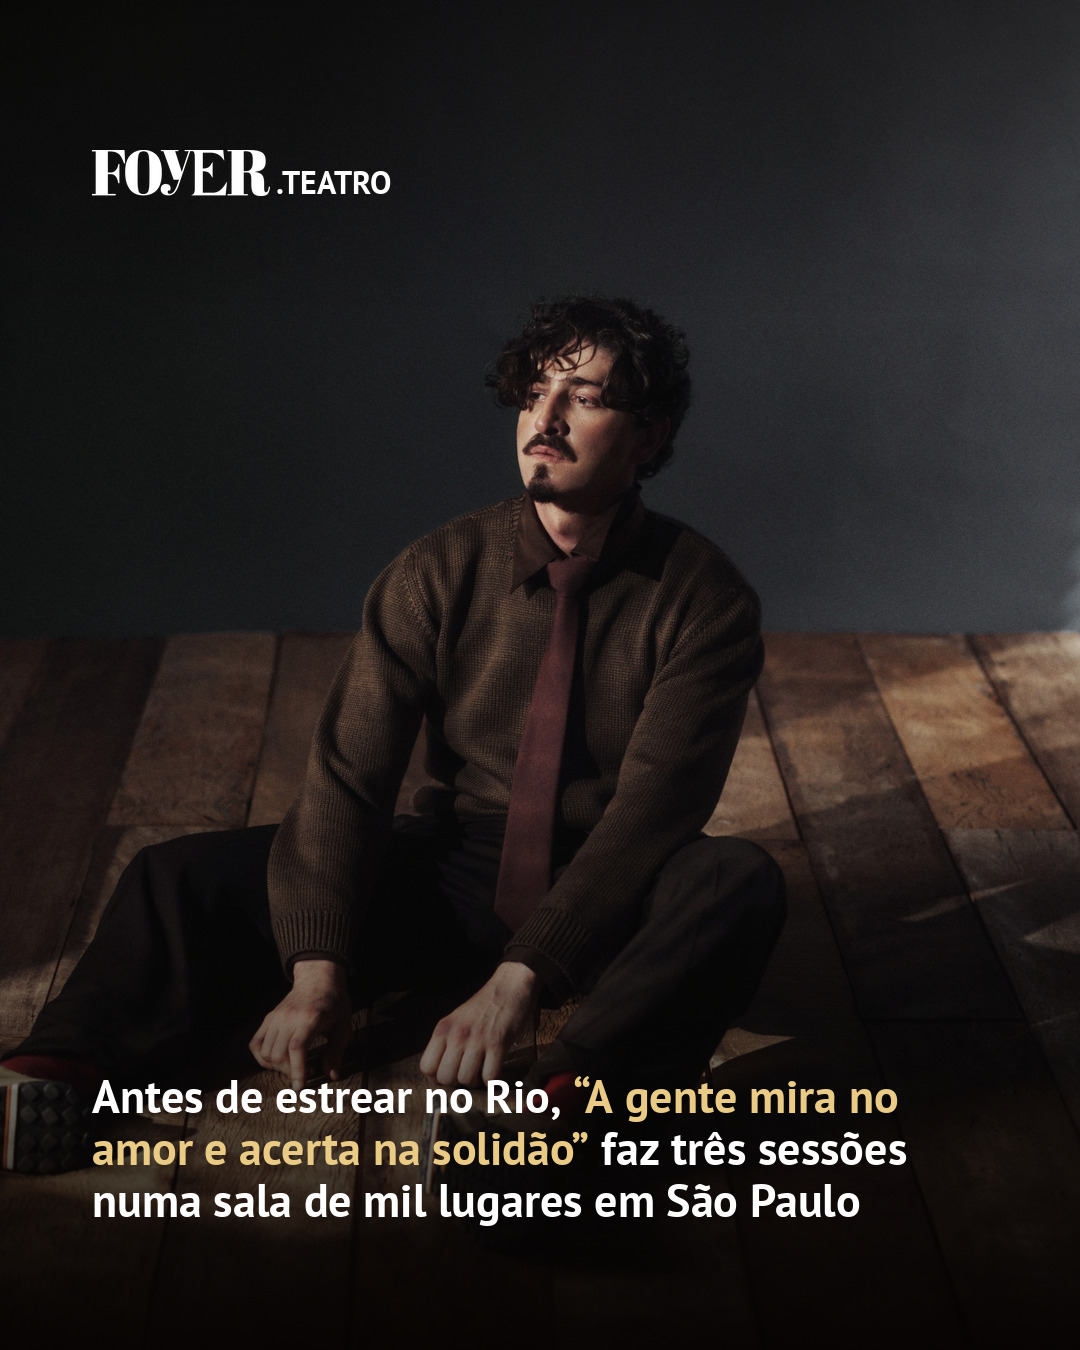 FOYER .TEATRO
Antes de estrear no Rio, “A gente mira no
amor e acerta na solidão” faz três sessões
numa sala de mil lugares em São Paulo